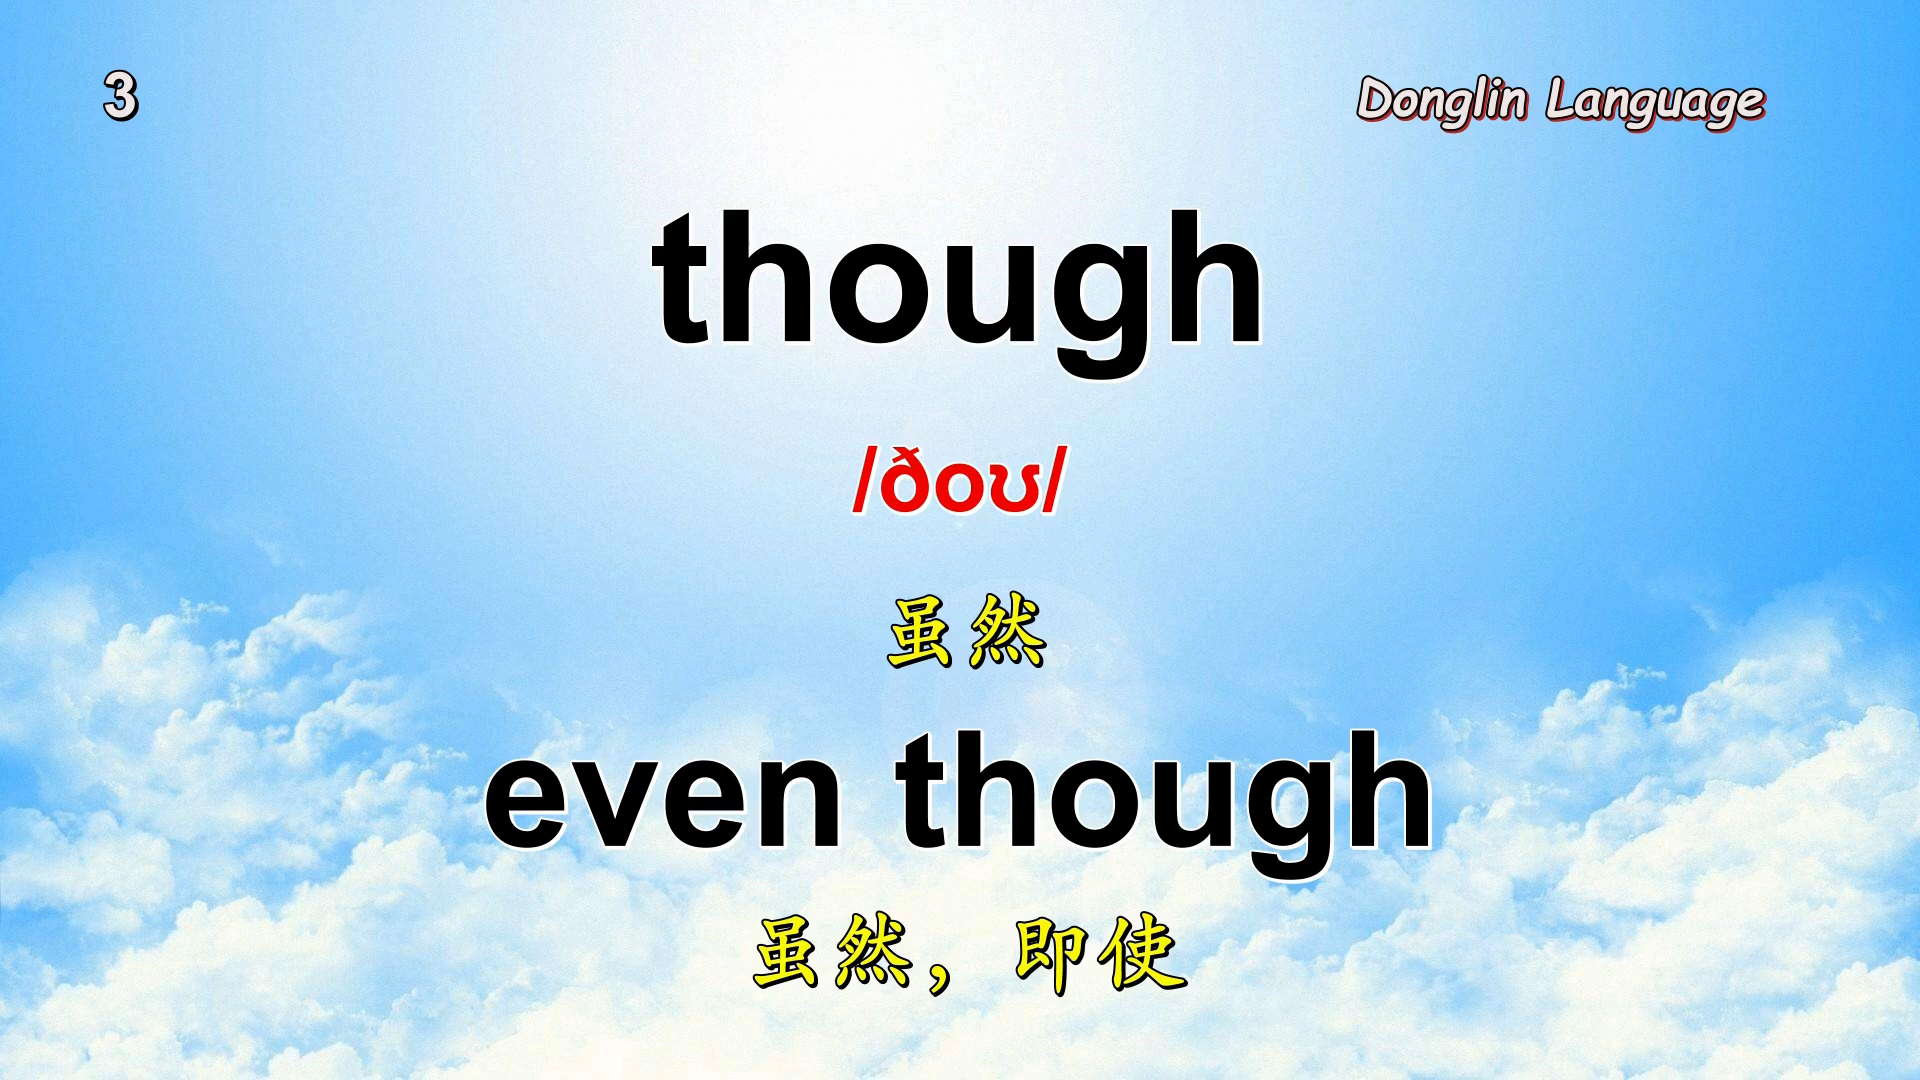 3
Donglin Language
though
/ðoʊ/
虽然
even though
虽然，即使